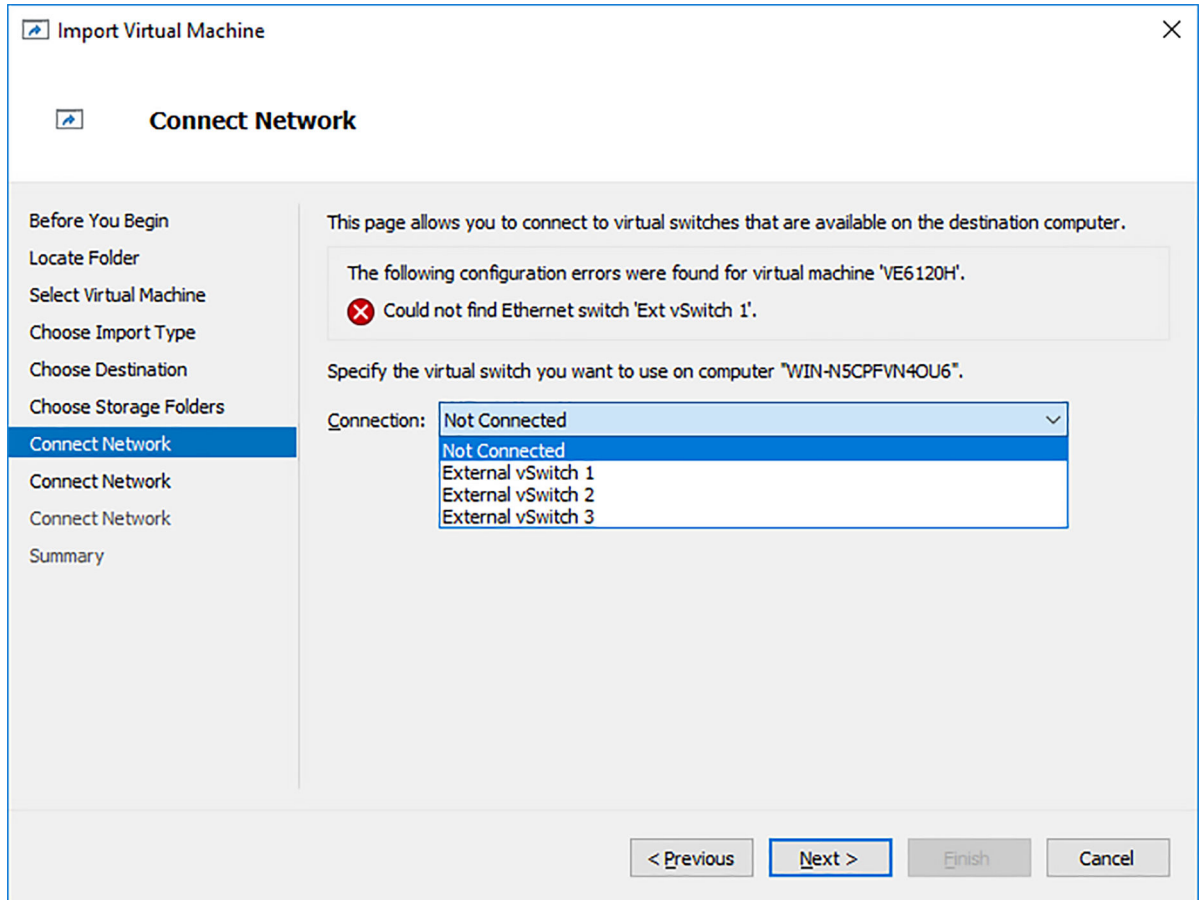 Import Virtual Machine
Connect Network
Before You Begin
Locate Folder
Select Virtual Machine
Choose Import Type
Choose Destination
Choose Storage Folders
Connect Network
Connect Network
Connect Network
Summary
This page allows you to connect to virtual switches that are available on the destination computer.
The following configuration errors were found for virtual machine 'VE6120H'.
Could not find Ethernet switch 'Ext vSwitch 1'.
Specify the virtual switch you want to use on computer "WIN-N5CPFVN4OU6".
Connection: Not Connected
Not Connected
External vSwitch 1
External vSwitch 2
External vSwitch 3
< Previous Next > Finish Cancel